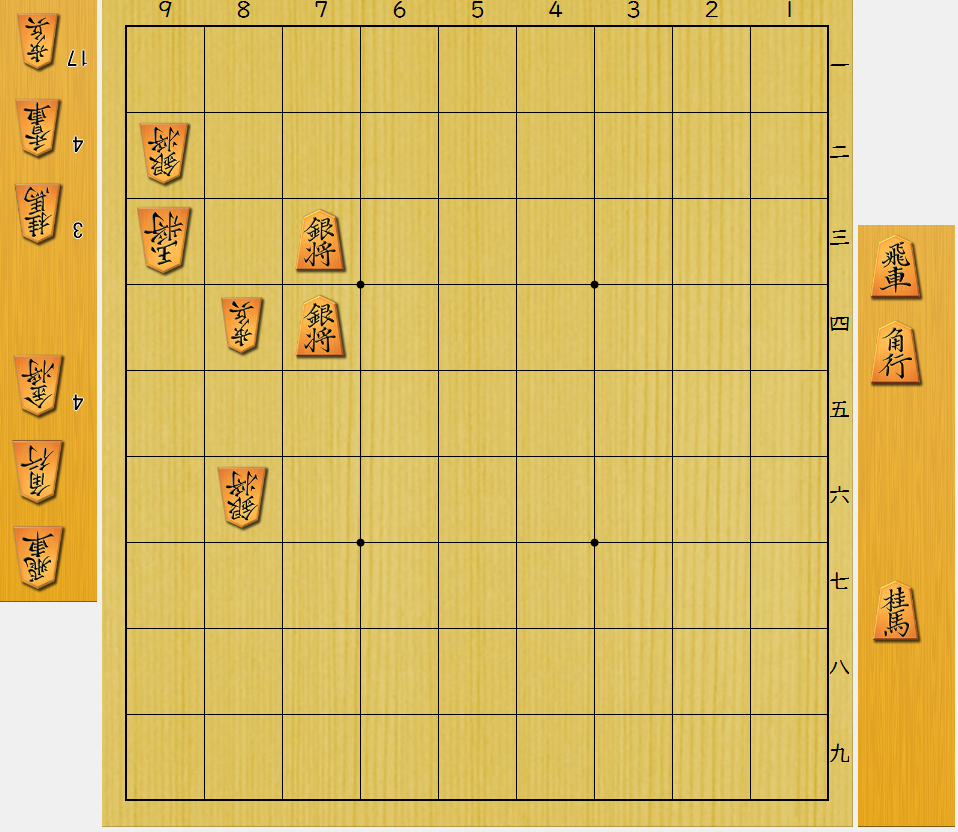 9 8 7 6 5 4 3 2 1
一
二
三
四
五
六
七
八
九
歩兵 17
香車 4
桂馬 3
金将 4
角行
飛車
銀将
玉将 銀将
歩兵 銀将
銀将
飛車
角行
桂馬